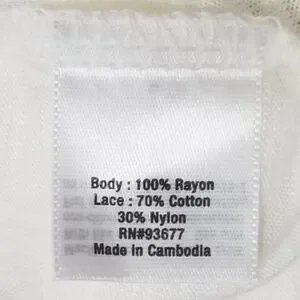 Body : 100% Rayon
Lace : 70% Cotton
30% Nylon
RN#93677
Made in Cambodia